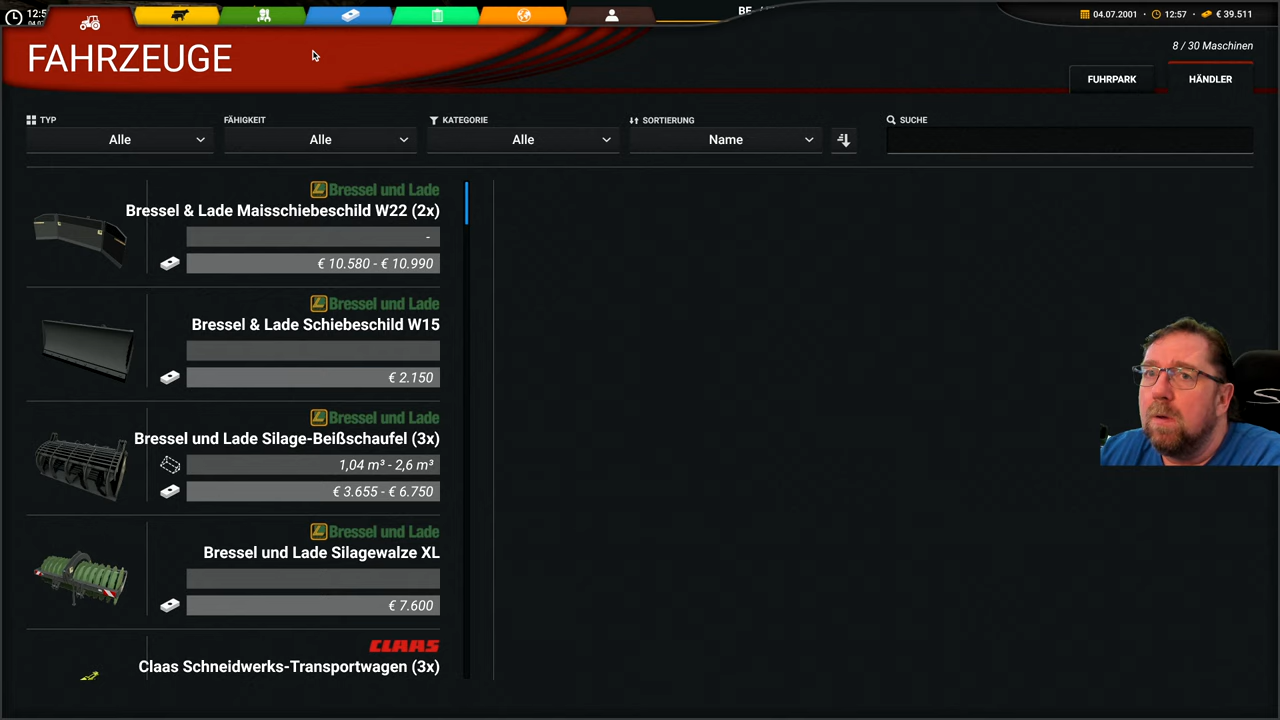 04.07.2001 12:57 € 39.511
FAHRZEUGE
8 / 30 Maschinen
FUHRPARK HÄNDLER
TYP FÄHIGKEIT KATEGORIE SORTIERUNG SUCHE
Alle Alle Alle Name
Bressel und Lade
Bressel & Lade Maisschiebeschild W22 (2x)
-
€ 10.580 - € 10.990
Bressel und Lade
Bressel & Lade Schiebeschild W15
€ 2.150
Bressel und Lade
Bressel und Lade Silage-Beißschaufel (3x)
1,04 m³ - 2,6 m³
€ 3.655 - € 6.750
Bressel und Lade
Bressel und Lade Silagewalze XL
€ 7.600
CLAAS
Claas Schneidwerks-Transportwagen (3x)